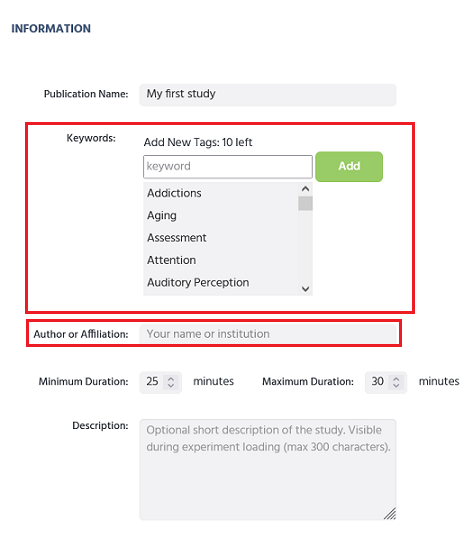 INFORMATION
Publication Name: My first study
Keywords: Add New Tags: 10 left
keyword Add
Addictions
Aging
Assessment
Attention
Auditory Perception
Author or Affiliation: Your name or institution
Minimum Duration: 25 minutes Maximum Duration: 30 minutes
Description: Optional short description of the study. Visible
during experiment loading (max 300 characters).